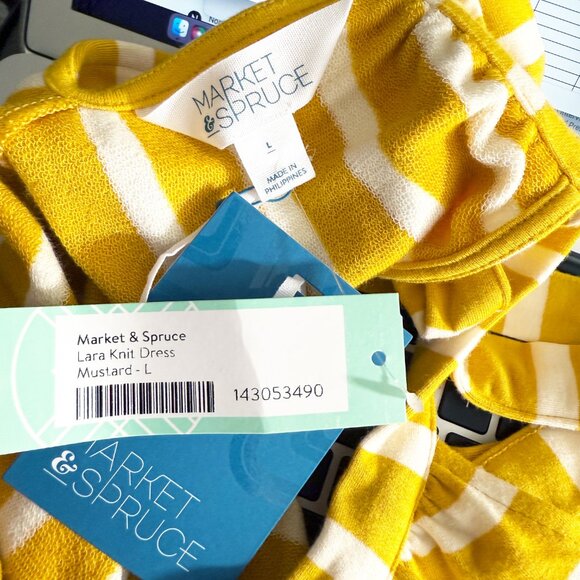 MARKET
& SPRUCE
L
MADE IN
PHILIPPINES
Market & Spruce
Lara Knit Dress
Mustard - L
143053490
MARKET
& SPRUCE